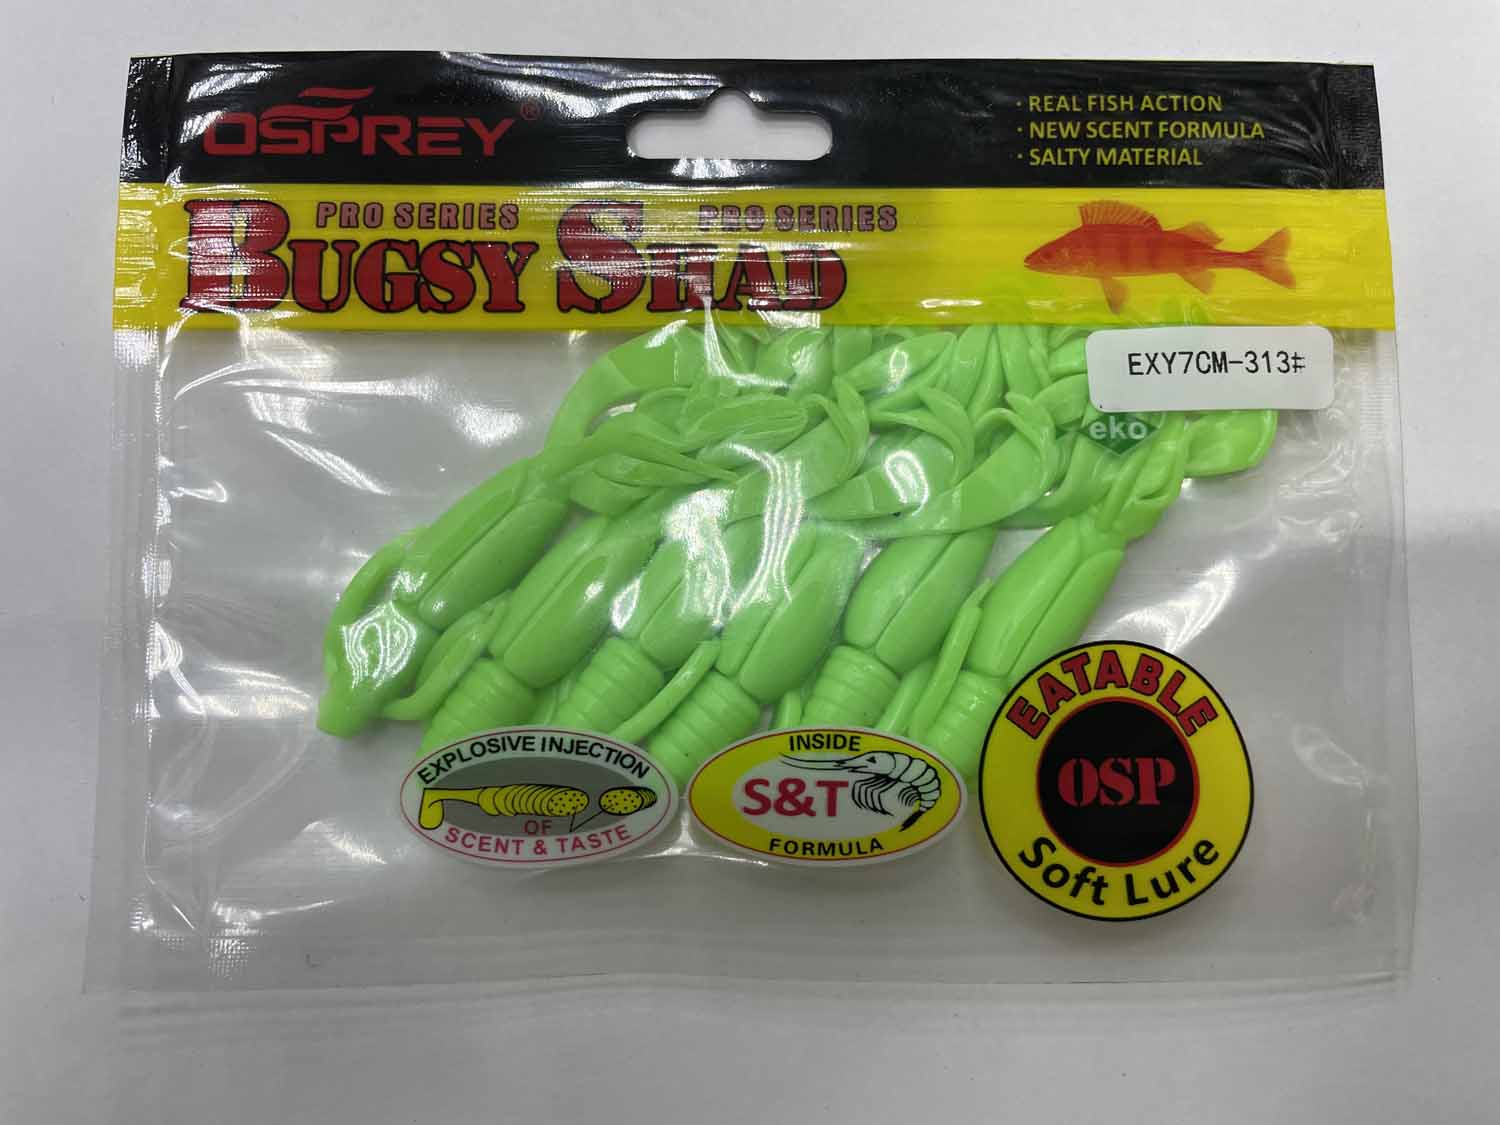 OSPREY®
· REAL FISH ACTION
· NEW SCENT FORMULA
· SALTY MATERIAL
PRO SERIES PRO SERIES
BUGSY SHAD
EXY7CM-313#
eko
EXPLOSIVE INJECTION
OF
SCENT & TASTE
INSIDE
S&T
FORMULA
EATABLE
OSP
Soft Lure